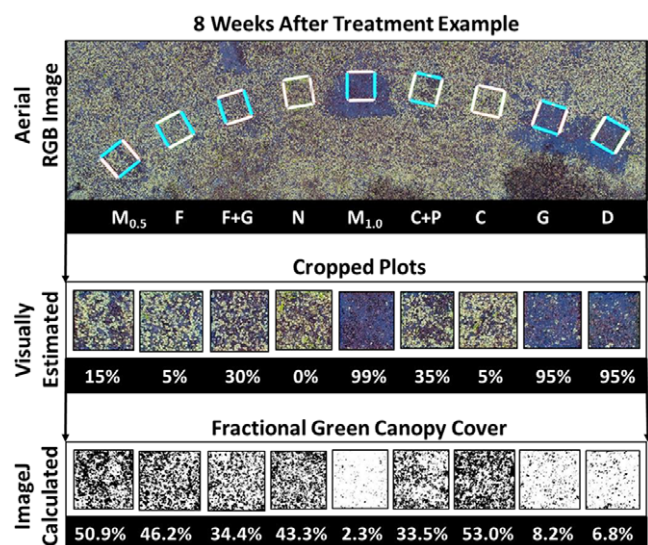 8 Weeks After Treatment Example
Aerial
RGB Image
M0.5 F F+G N M1.0 C+P C G D
Cropped Plots
Visually
Estimated
15% 5% 30% 0% 99% 35% 5% 95% 95%
Fractional Green Canopy Cover
ImageJ
Calculated
50.9% 46.2% 34.4% 43.3% 2.3% 33.5% 53.0% 8.2% 6.8%